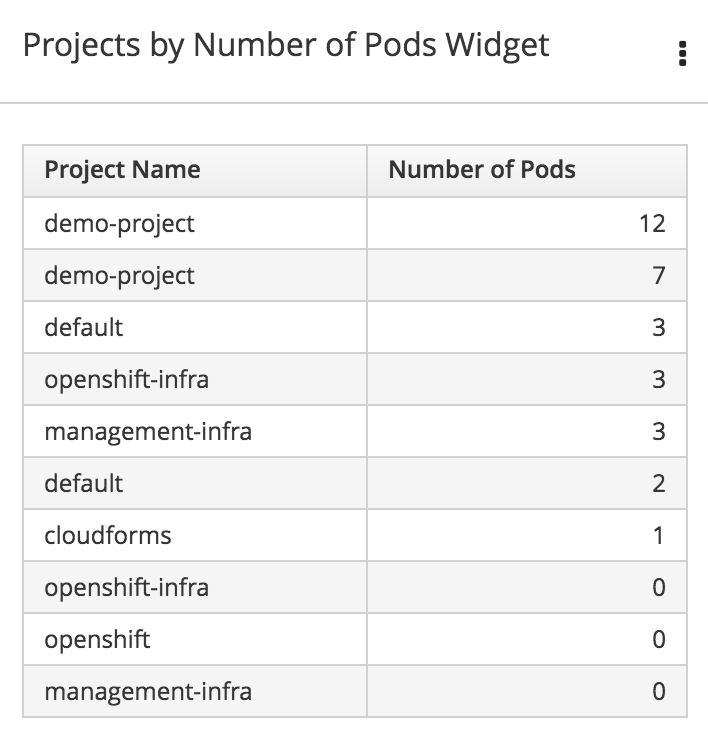 Projects by Number of Pods Widget
Project Name Number of Pods
demo-project 12
demo-project 7
default 3
openshift-infra 3
management-infra 3
default 2
cloudforms 1
openshift-infra 0
openshift 0
management-infra 0